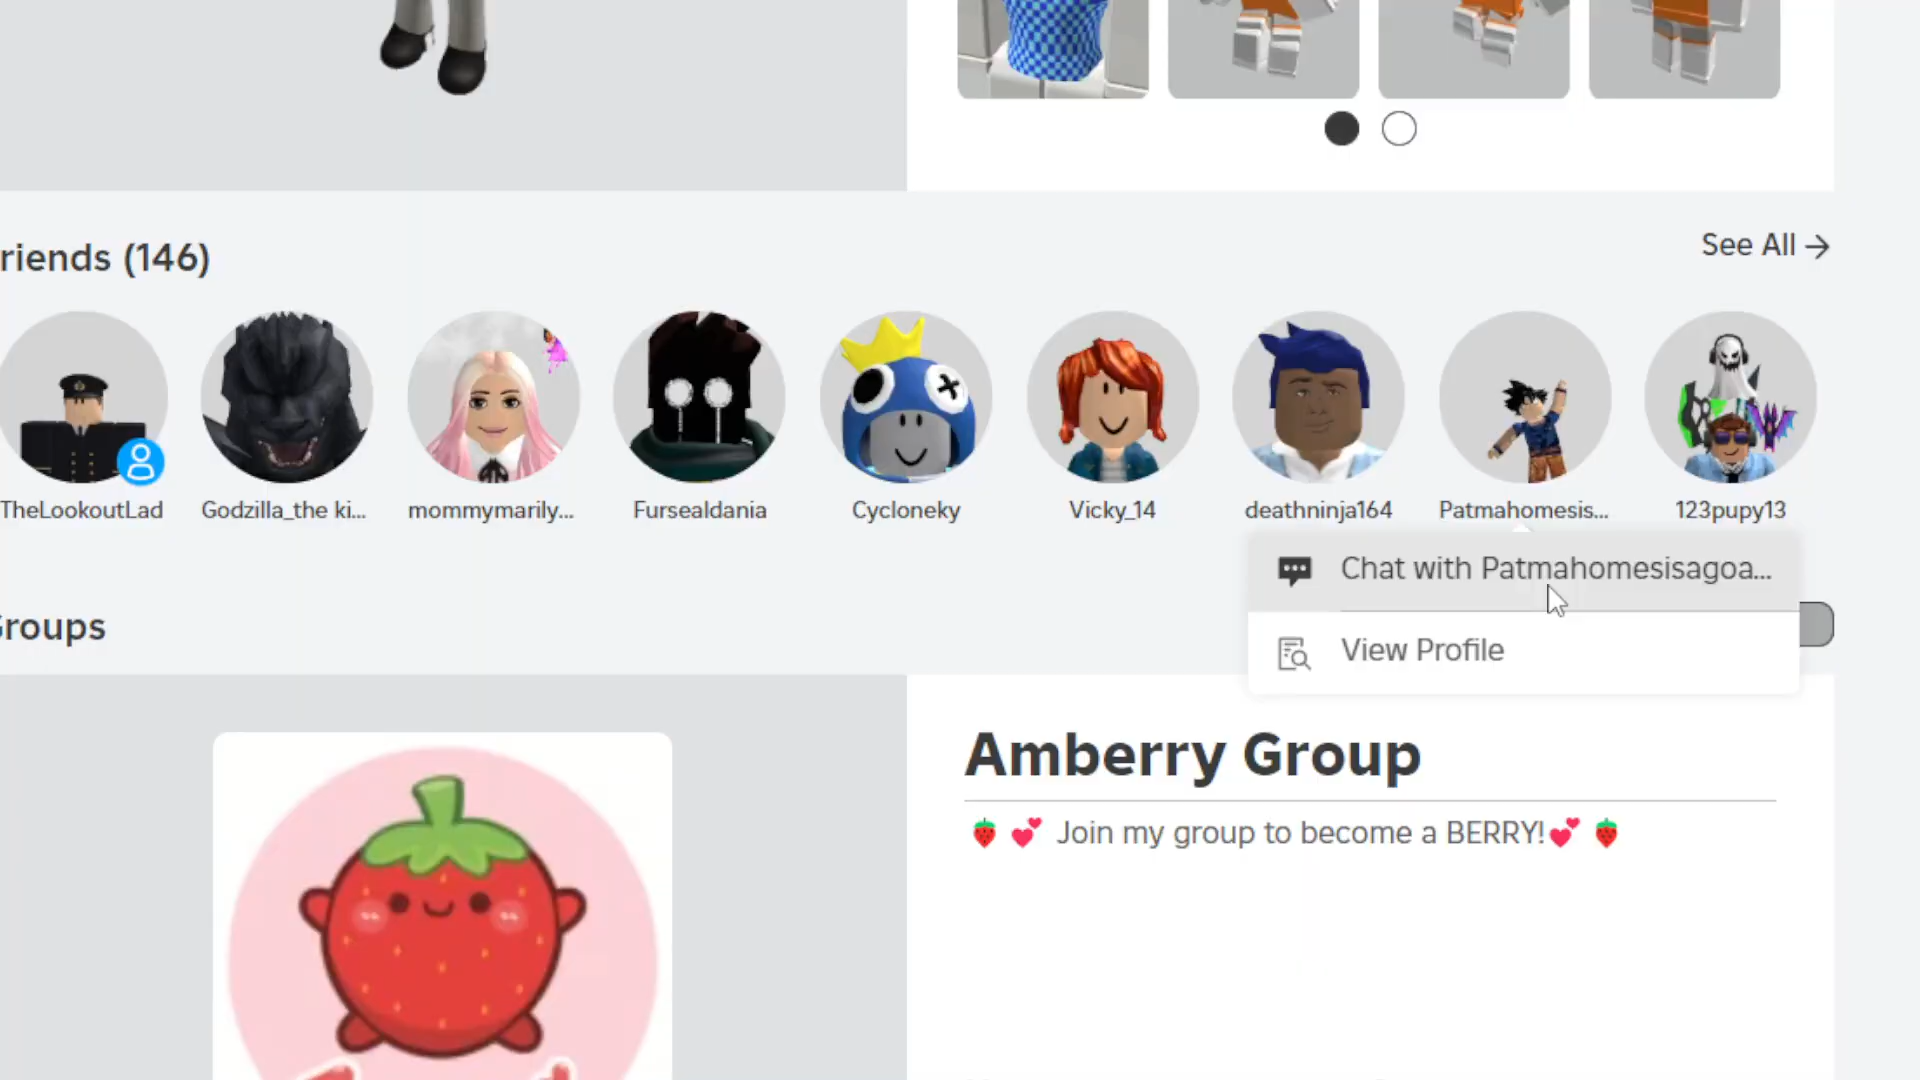 riends (146)
See All
TheLookoutLad
Godzilla_the ki...
mommymarily...
Fursealdania
Cycloneky
Vicky_14
deathninja164
Patmahomesis...
123pupy13
Chat with Patmahomesisagoa...
View Profile
Groups
Amberry Group
🍓 💕 Join my group to become a BERRY!💕 🍓